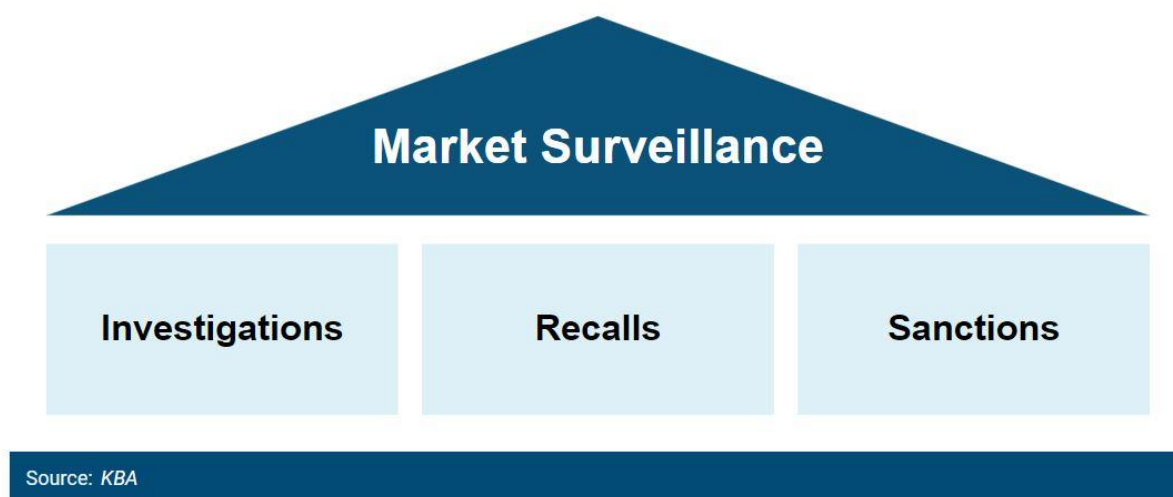 Market Surveillance
Investigations
Recalls
Sanctions
Source: KBA